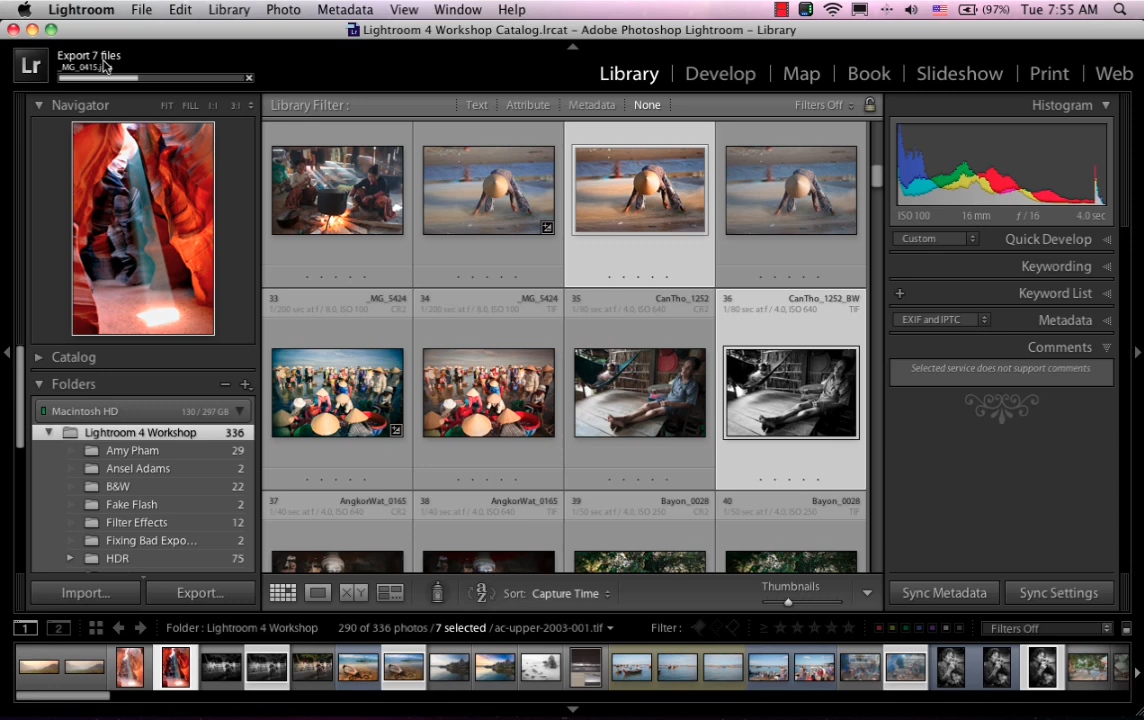 Lightroom File Edit Library Photo Metadata View Window Help (97%) Tue 7:55 AM
Lightroom 4 Workshop Catalog.lrcat – Adobe Photoshop Lightroom – Library
Lr
Export 7 files
Library | Develop | Map | Book | Slideshow | Print | Web
Navigator FIT FILL 1:1 3:1
Library Filter : Text Attribute Metadata None Filters Off
Histogram
ISO 100 16 mm ƒ / 16 4.0 sec
Custom Quick Develop
Keywording
Keyword List
EXIF and IPTC Metadata
Comments
Selected service does not support comments
33 _MG_5424
1/200 sec at f / 8.0, ISO 100 CR2
34 _MG_5424
1/200 sec at f / 8.0, ISO 100 TIF
35 CanTho_1252
1/80 sec at f / 4.0, ISO 640 CR2
36 CanTho_1252_BW
1/80 sec at f / 4.0, ISO 640 TIF
37 AngkorWat_0165
1/40 sec at f / 4.0, ISO 640 CR2
38 AngkorWat_0165
1/40 sec at f / 4.0, ISO 640 TIF
39 Bayon_0028
1/50 sec at f / 4.0, ISO 250 CR2
40 Bayon_0028
1/50 sec at f / 4.0, ISO 250 TIF
Catalog
Folders
Macintosh HD 130 / 297 GB
Lightroom 4 Workshop 336
Amy Pham 29
Ansel Adams 2
B&W 22
Fake Flash 2
Filter Effects 12
Fixing Bad Expo... 2
HDR 75
Import... Export...
XY
Sort: Capture Time
Thumbnails
Sync Metadata Sync Settings
1 2 Folder : Lightroom 4 Workshop 290 of 336 photos /7 selected /ac-upper-2003-001.tif Filter : Filters Off